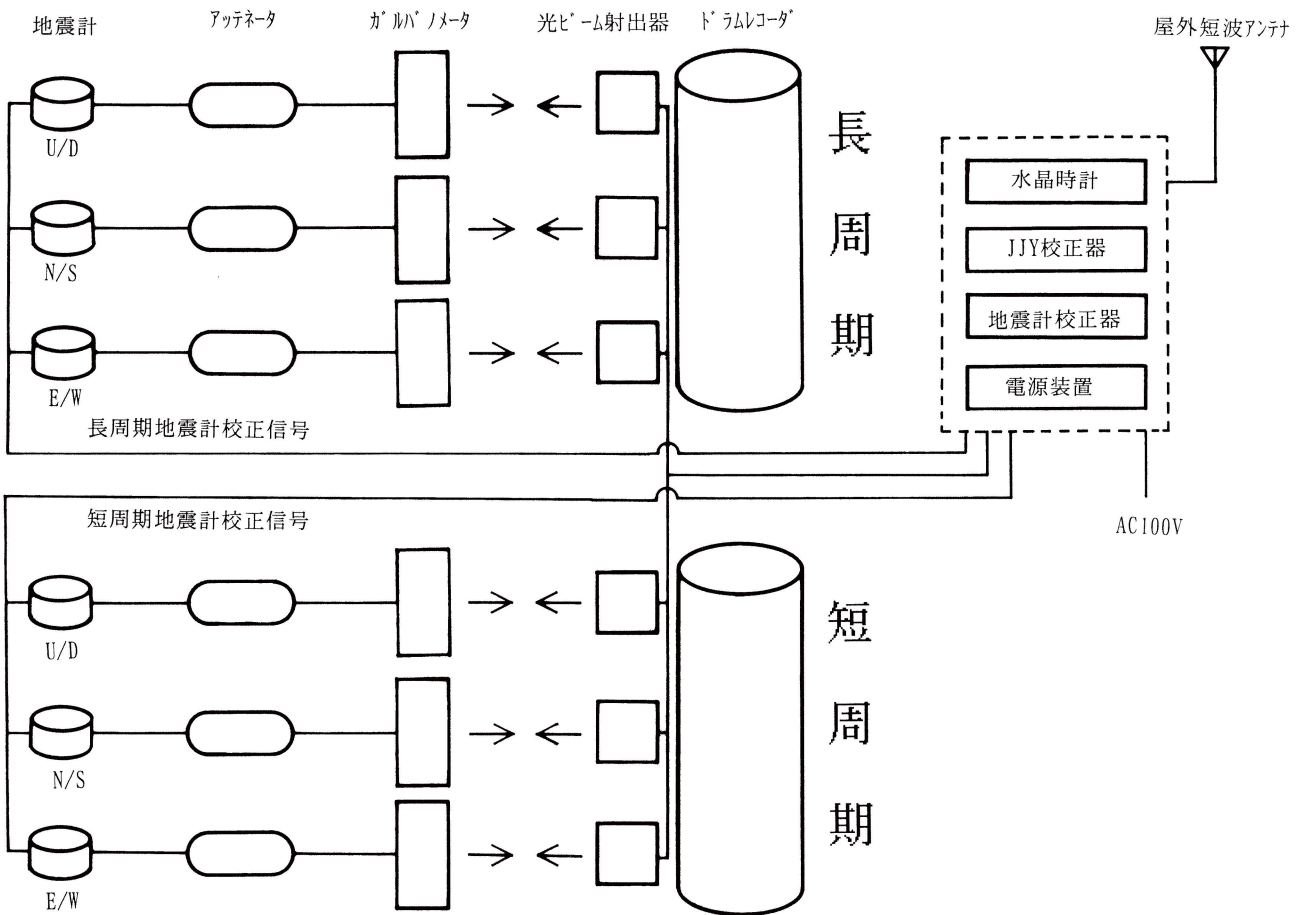 地震計
アッテネータ
ガルバノメータ
光ビーム射出器
ドラムレコーダ
屋外短波アンテナ
U/D
N/S
E/W
長周期
水晶時計
JJY校正器
地震計校正器
電源装置
長周期地震計校正信号
AC100V
短周期地震計校正信号
U/D
N/S
E/W
短周期